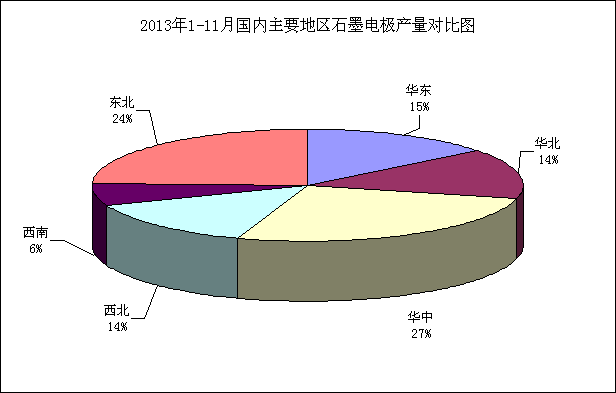 2013年1-11月国内主要地区石墨电极产量对比图
华东
15%
华北
14%
华中
27%
西北
14%
西南
6%
东北
24%